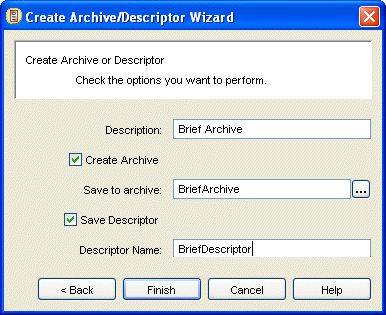 Create Archive/Descriptor Wizard
Create Archive or Descriptor
Check the options you want to perform.
Description: Brief Archive
Create Archive
Save to archive: BriefArchive ...
Save Descriptor
Descriptor Name: BriefDescriptor
< Back Finish Cancel Help